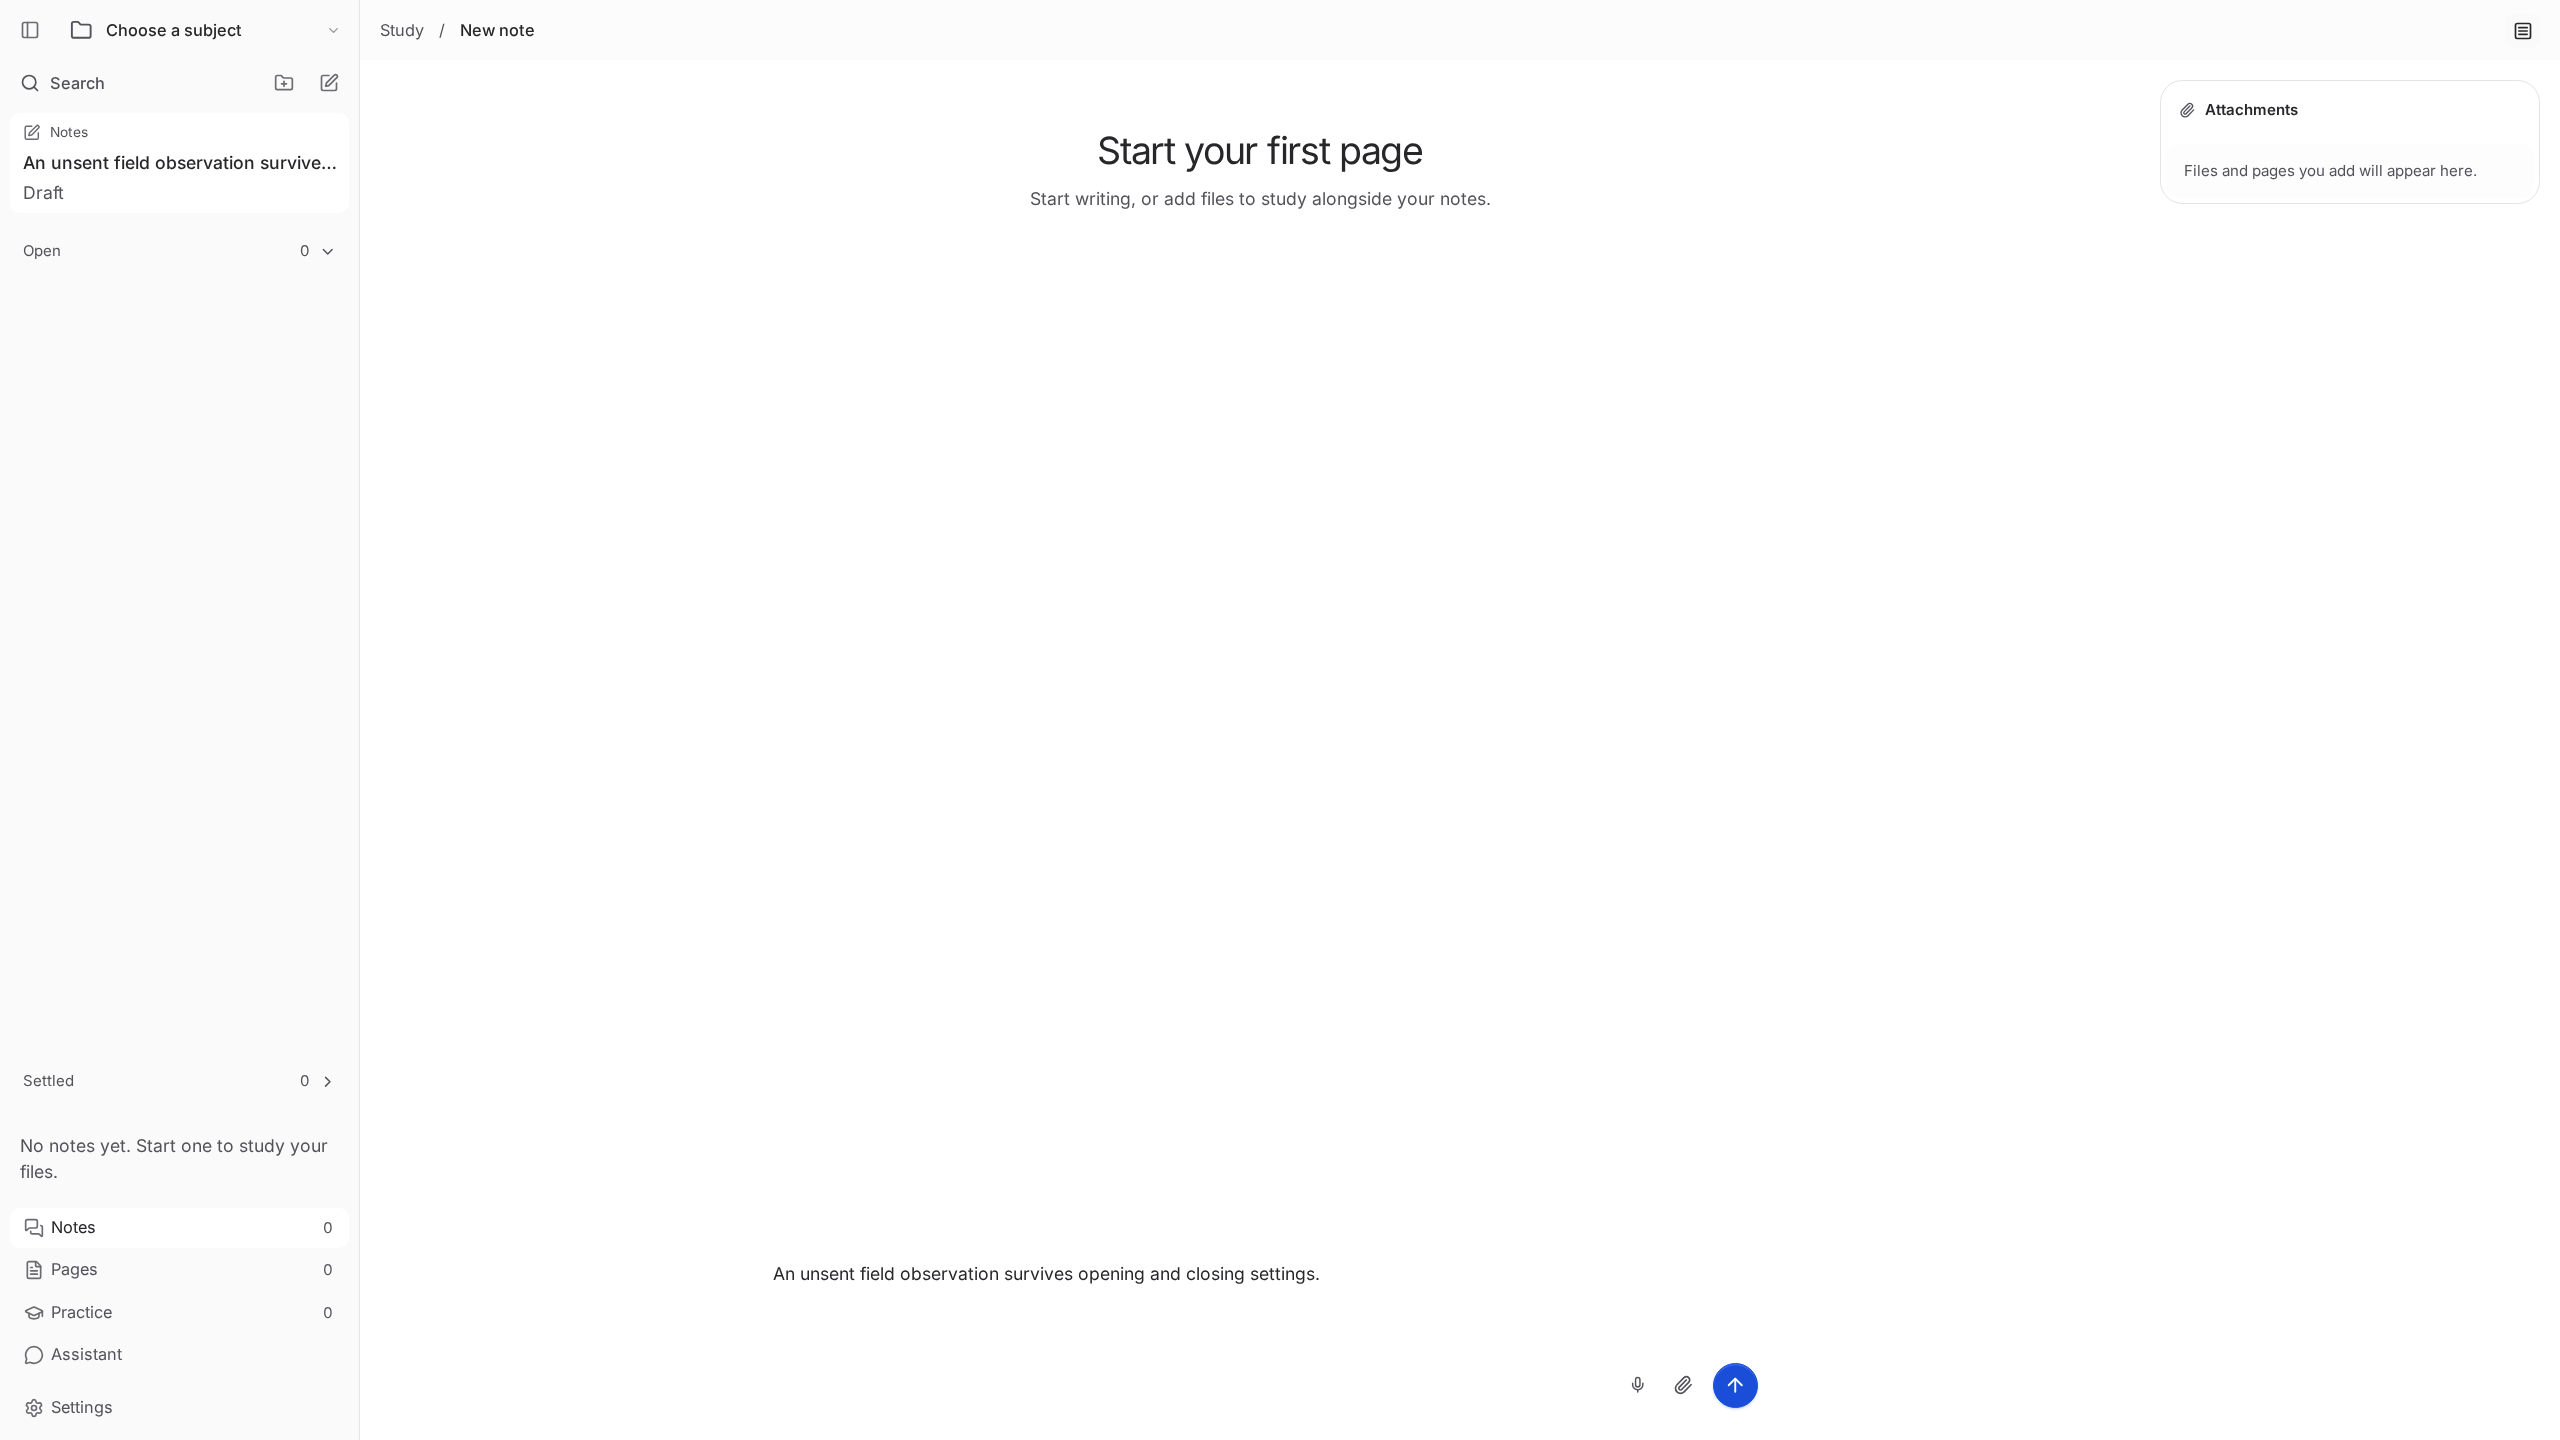 Choose a subject
Search
Notes
An unsent field observation survive...
Draft
Open 0
Settled 0
No notes yet. Start one to study your
files.
Notes 0
Pages 0
Practice 0
Assistant
Settings
Study / New note
Start your first page
Start writing, or add files to study alongside your notes.
An unsent field observation survives opening and closing settings.
Attachments
Files and pages you add will appear here.